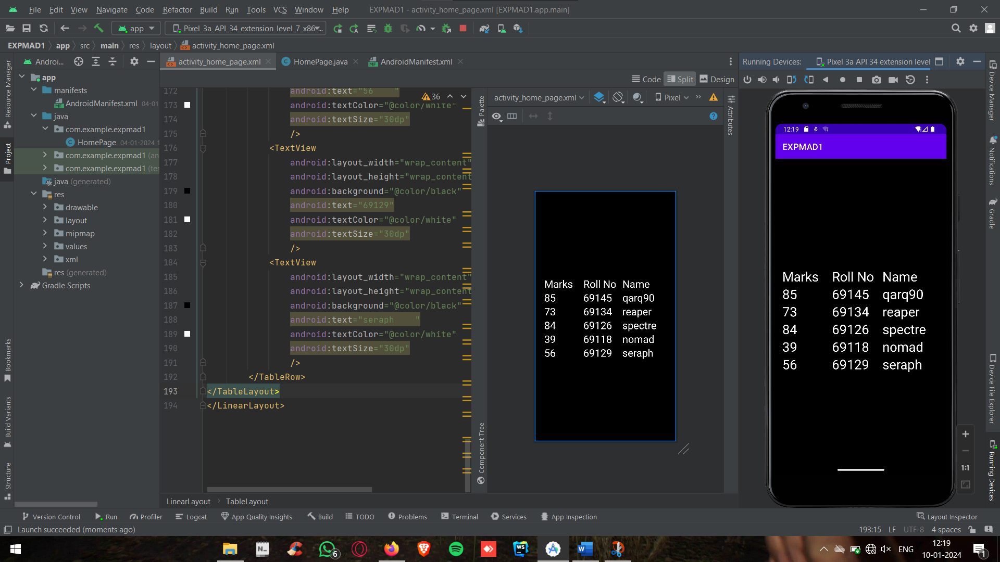 File Edit View Navigate Code Refactor Build Run Tools VCS Window Help EXPMAD1 - activity_home_page.xml [EXPMAD1.app.main]
app Pixel_3a_API_34_extension_level_7_x86_
EXPMAD1 app src main res layout activity_home_page.xml
Androi...
activity_home_page.xml HomePage.java AndroidManifest.xml
Running Devices: Pixel 3a API 34 extension level
Code Split Design
Resource Manager
Project
Bookmarks
Build Variants
Structure
app
manifests
AndroidManifest.xml 04-01
java
com.example.expmad1
HomePage 04-01-2024 1
com.example.expmad1 (an
com.example.expmad1 (tes
java (generated)
res
drawable
layout
mipmap
values
xml
res (generated)
Gradle Scripts
36
172 android:text="56    "
173 android:textColor="@color/white"
174 android:textSize="30dp"
175 />
176 <TextView
177 android:layout_width="wrap_content"
178 android:layout_height="wrap_content
179 android:background="@color/black"
180 android:text="69129"
181 android:textColor="@color/white"
182 android:textSize="30dp"
183 />
184 <TextView
185 android:layout_width="wrap_content"
186 android:layout_height="wrap_content
187 android:background="@color/black"
188 android:text="seraph    "
189 android:textColor="@color/white"
190 android:textSize="30dp"
191 />
192 </TableRow>
193 </TableLayout>
194 </LinearLayout>
LinearLayout TableLayout
Palette
Component Tree
activity_home_page.xml Pixel »
Attributes
Marks Roll No Name
85 69145 qarq90
73 69134 reaper
84 69126 spectre
39 69118 nomad
56 69129 seraph
12:19
EXPMAD1
Marks Roll No Name
85 69145 qarq90
73 69134 reaper
84 69126 spectre
39 69118 nomad
56 69129 seraph
1:1
Device Manager
Notifications
Gradle
Device File Explorer
Running Devices
Version Control Run Profiler Logcat App Quality Insights Build TODO Problems Terminal Services App Inspection Layout Inspector
Launch succeeded (moments ago) 193:15 LF UTF-8 4 spaces
N_ 6 WS W ENG 12:19
10-01-2024 1